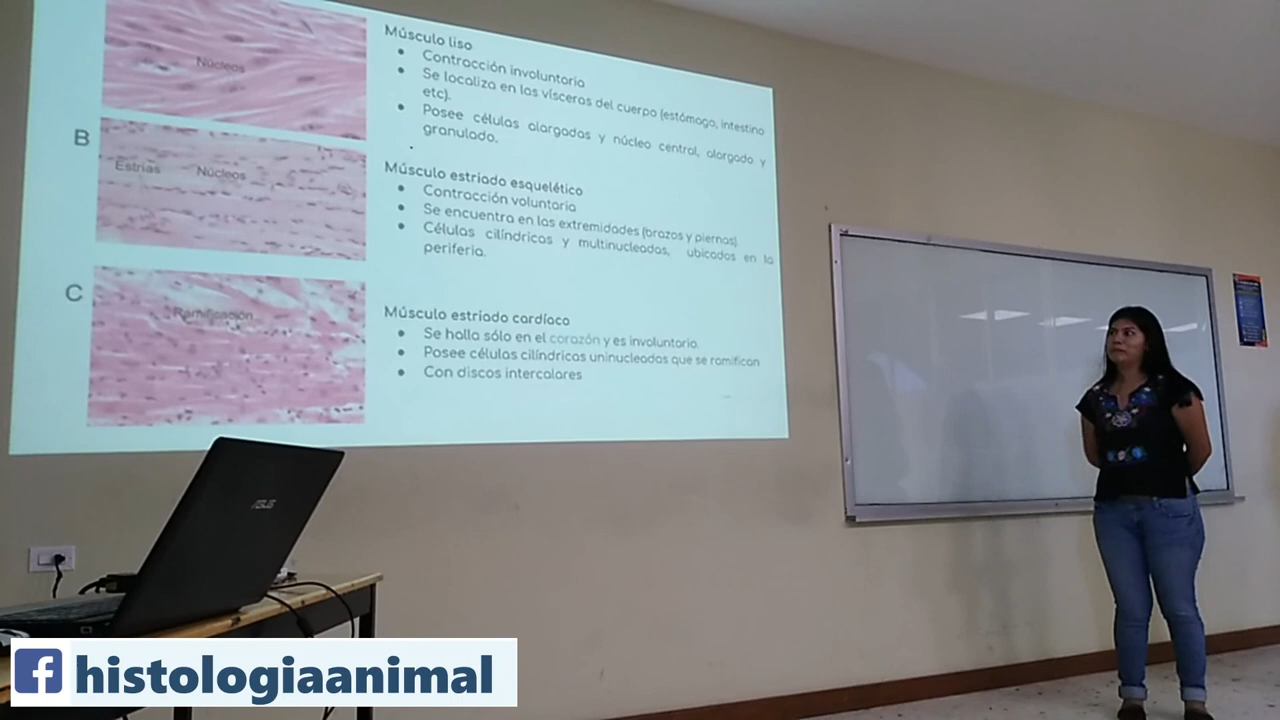 Músculo liso
Contracción involuntaria
Se localiza en las vísceras del cuerpo (estómago, intestino
etc).
Posee células alargadas y núcleo central, alargado y
granulado.
Núcleos
B
Estrías Núcleos
Músculo estriado esquelético
Contracción voluntaria
Se encuentra en las extremidades (brazos y piernas).
Células cilíndricas y multinucleadas, ubicados en la
periferia.
C
Ramificación
Músculo estriado cardíaco
Se halla sólo en el corazón y es involuntario.
Posee células cilíndricas uninucleadas que se ramifican
Con discos intercalares
ASUS
f histologiaanimal